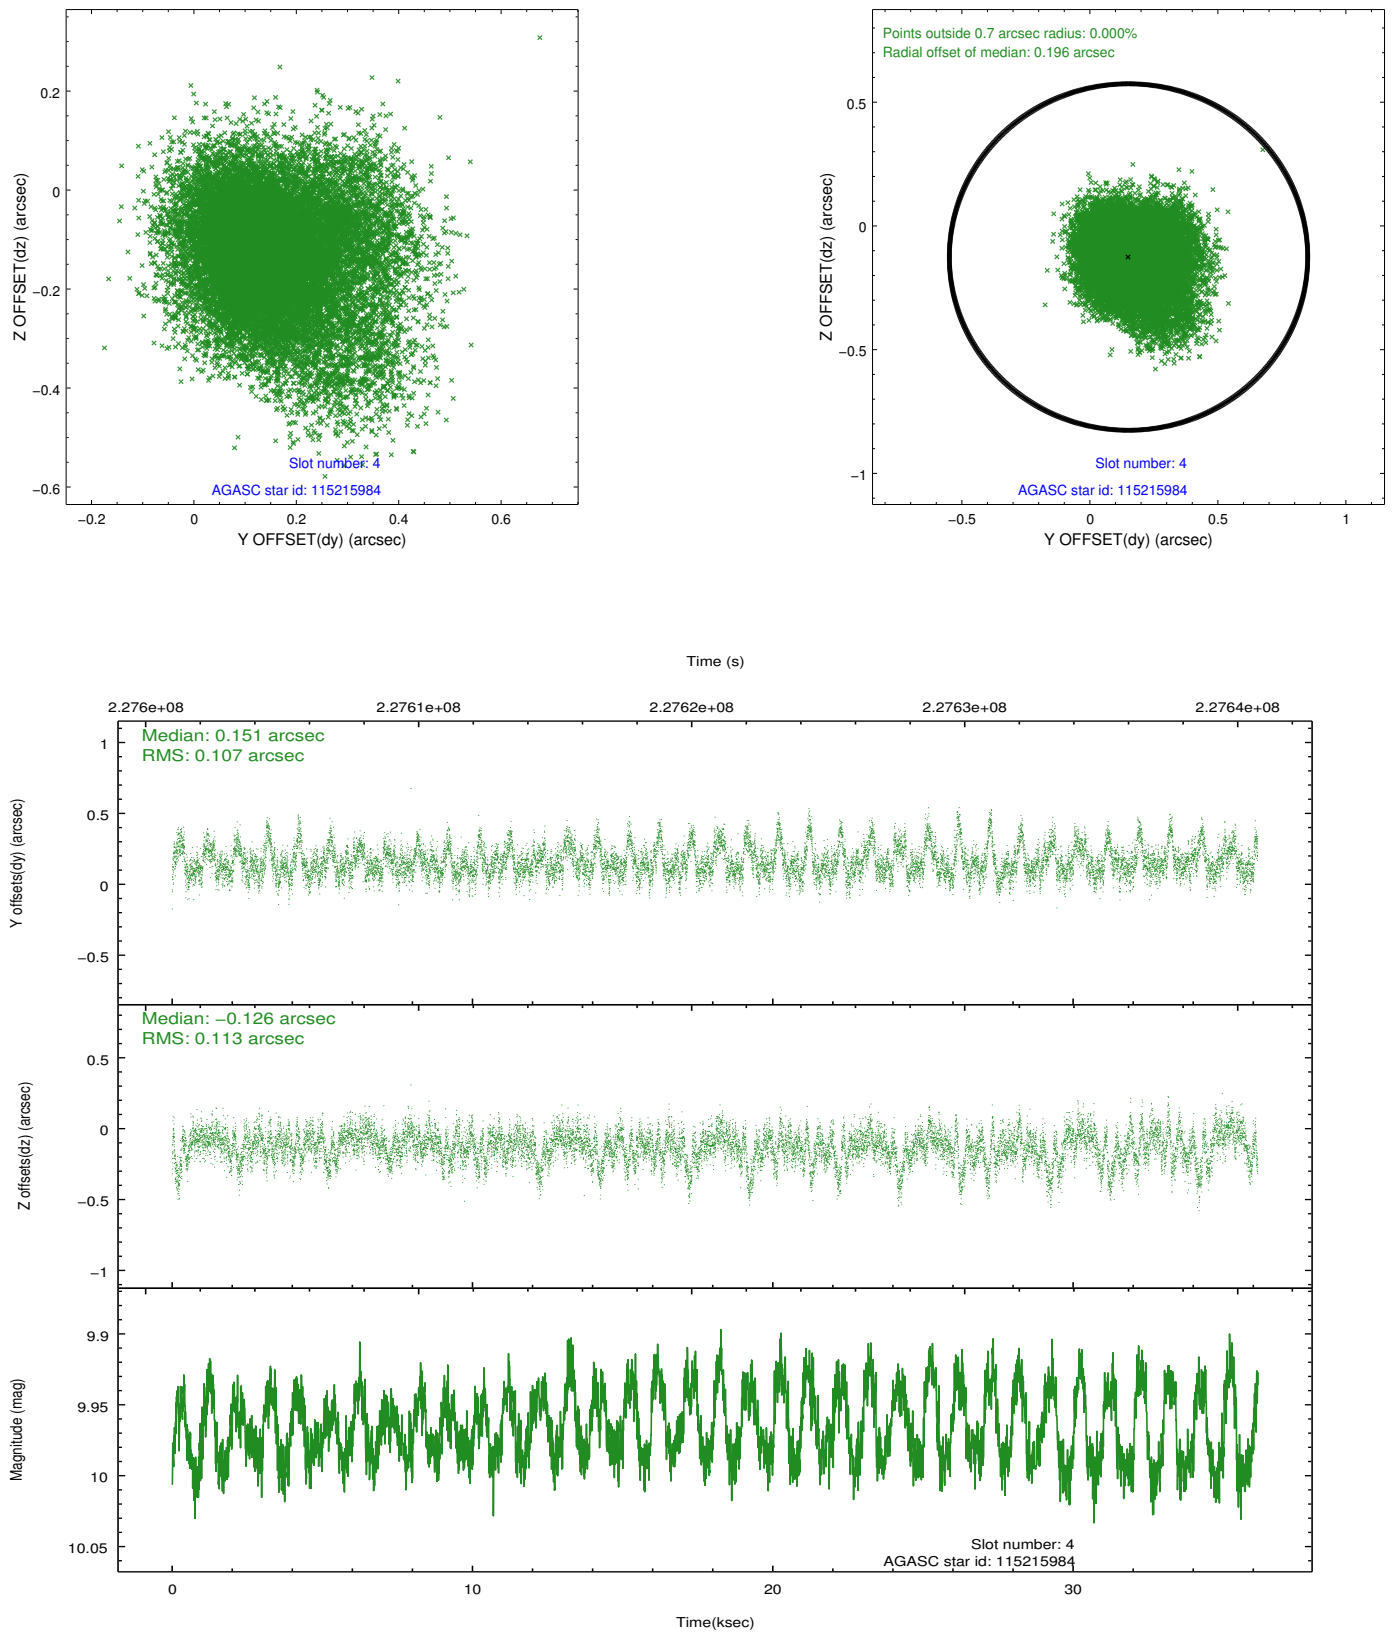 0.2
0
−0.2
−0.4
−0.6
Z OFFSET(dz) (arcsec)
Slot number: 4
AGASC star id: 115215984
−0.2
0
0.2
0.4
0.6
Y OFFSET(dy) (arcsec)
Points outside 0.7 arcsec radius: 0.000%
Radial offset of median: 0.196 arcsec
0.5
0
−0.5
−1
Z OFFSET(dz) (arcsec)
Slot number: 4
AGASC star id: 115215984
−0.5
0
0.5
1
Y OFFSET(dy) (arcsec)
Time (s)
2.276e+08
2.2761e+08
2.2762e+08
2.2763e+08
2.2764e+08
Median: 0.151 arcsec
RMS: 0.107 arcsec
1
0.5
0
−0.5
Y offsets(dy) (arcsec)
Median: −0.126 arcsec
RMS: 0.113 arcsec
0.5
0
−0.5
−1
Z offsets(dz) (arcsec)
9.9
9.95
10
10.05
Magnitude (mag)
Slot number: 4
AGASC star id: 115215984
0
10
20
30
Time(ksec)